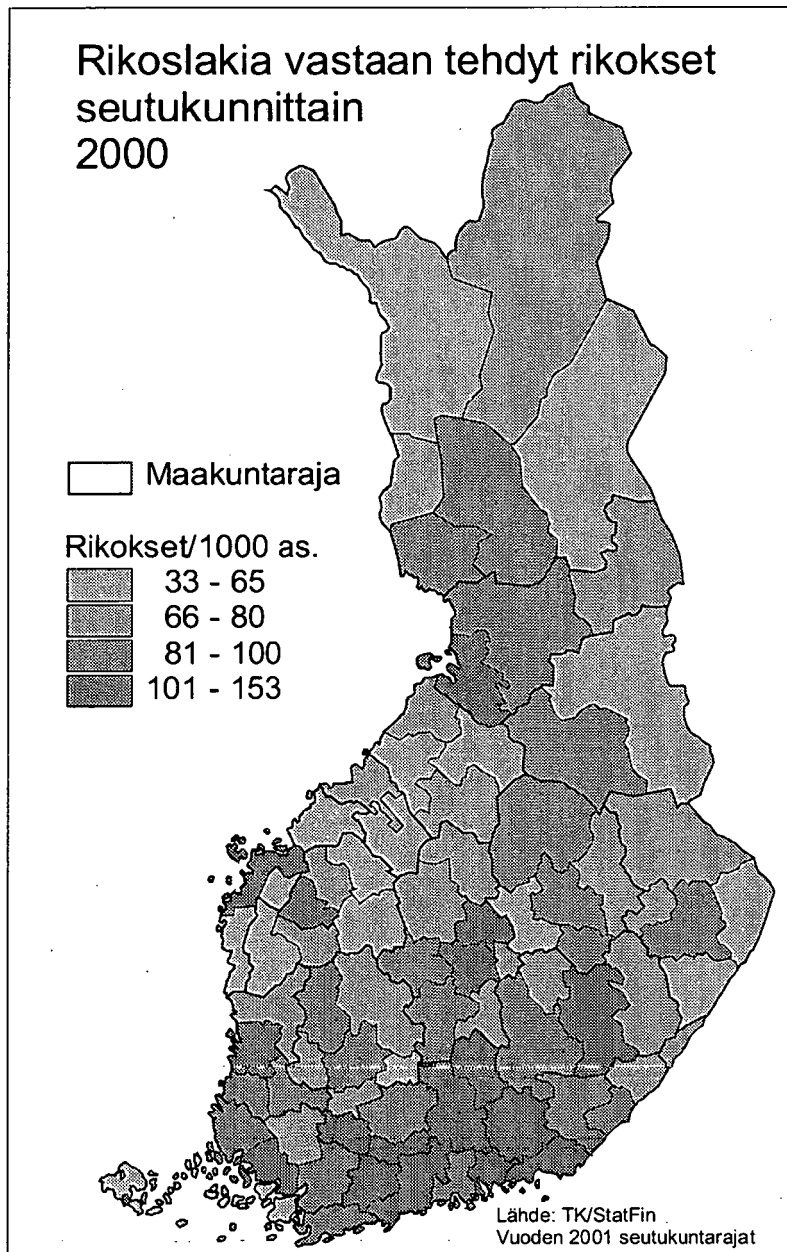 Rikoslakia vastaan tehdyt rikokset
seutukunnittain
2000
Maakuntaraja
Rikokset/1000 as.
33 - 65
66 - 80
81 - 100
101 - 153
Lähde: TK/StatFin
Vuoden 2001 seutukuntarajat